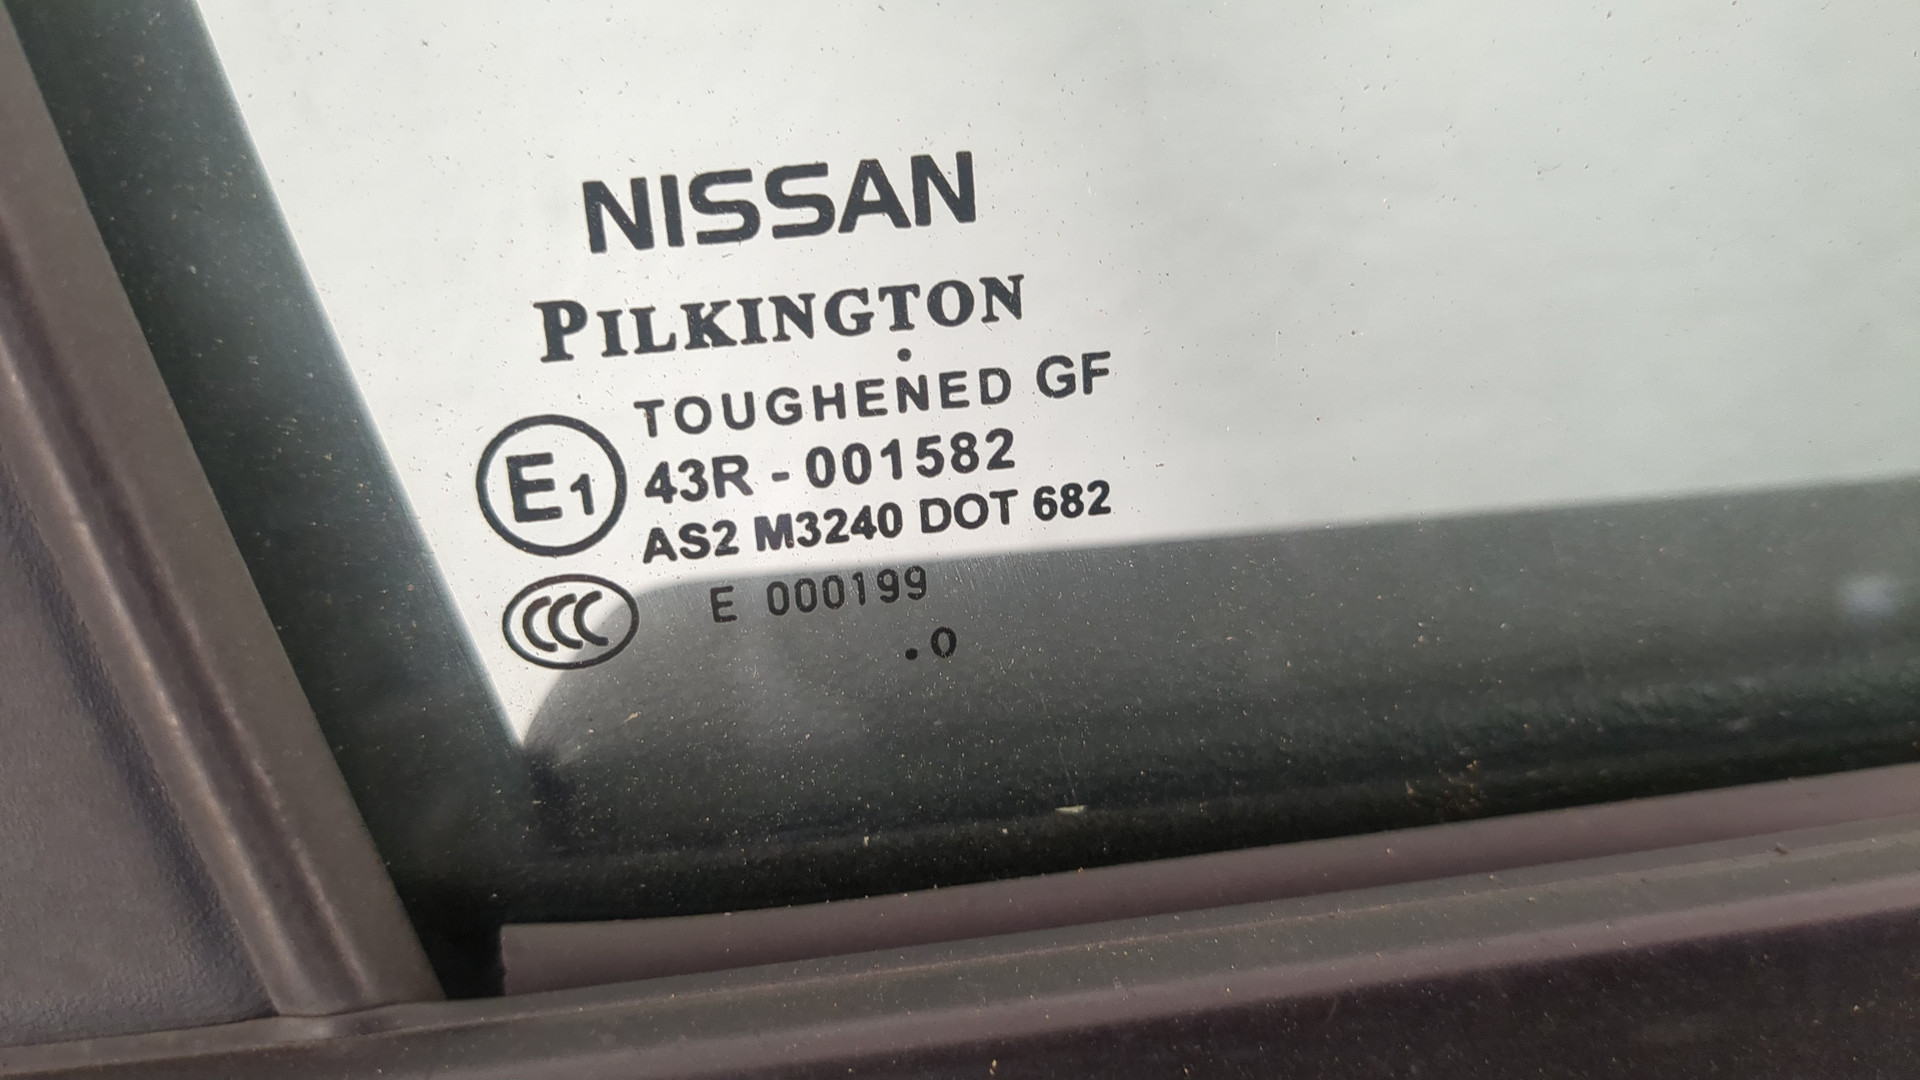 NISSAN
PILKINGTON
TOUGHENED GF
E1 43R - 001582
AS2 M3240 DOT 682
CCC E 000199
.0